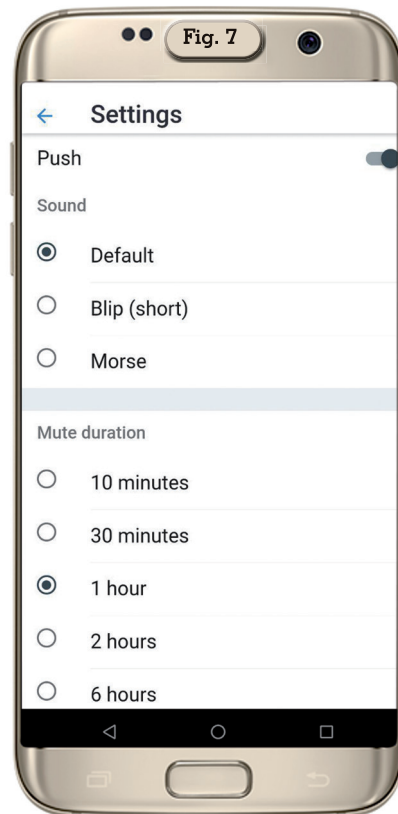 Fig. 7
Settings
Push
Sound
Default
Blip (short)
Morse
Mute duration
10 minutes
30 minutes
1 hour
2 hours
6 hours